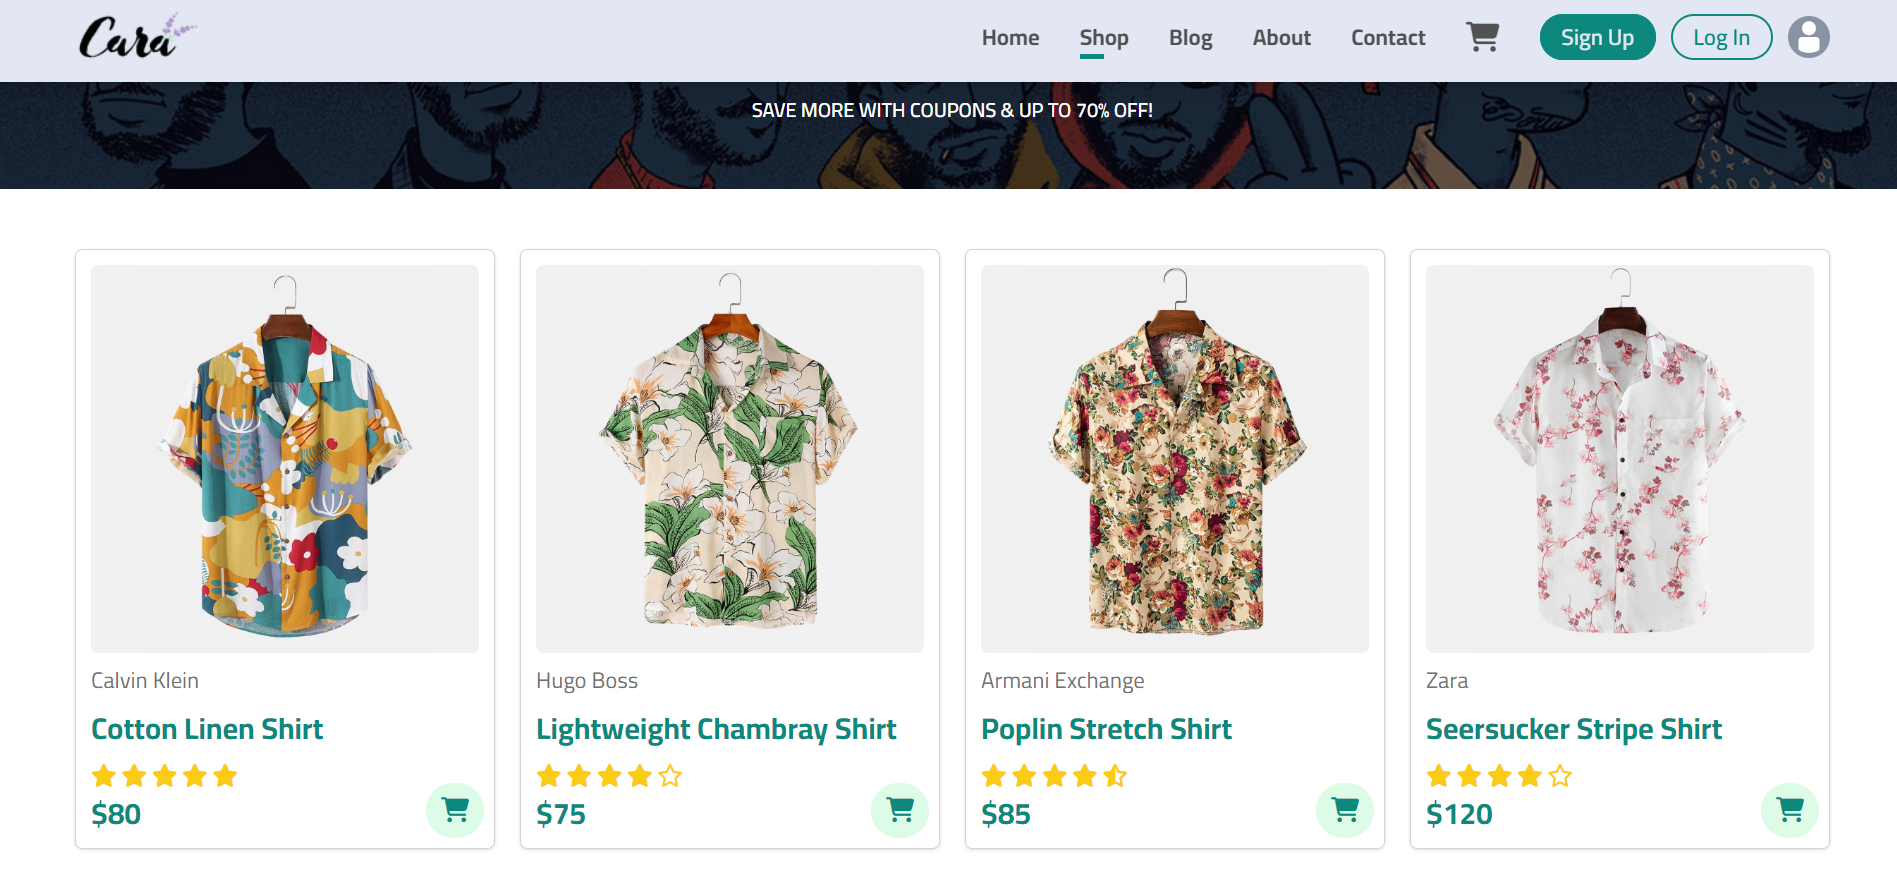 Cara
Home Shop Blog About Contact Sign Up Log In
SAVE MORE WITH COUPONS & UP TO 70% OFF!
Calvin Klein
Cotton Linen Shirt
$80
Hugo Boss
Lightweight Chambray Shirt
$75
Armani Exchange
Poplin Stretch Shirt
$85
Zara
Seersucker Stripe Shirt
$120